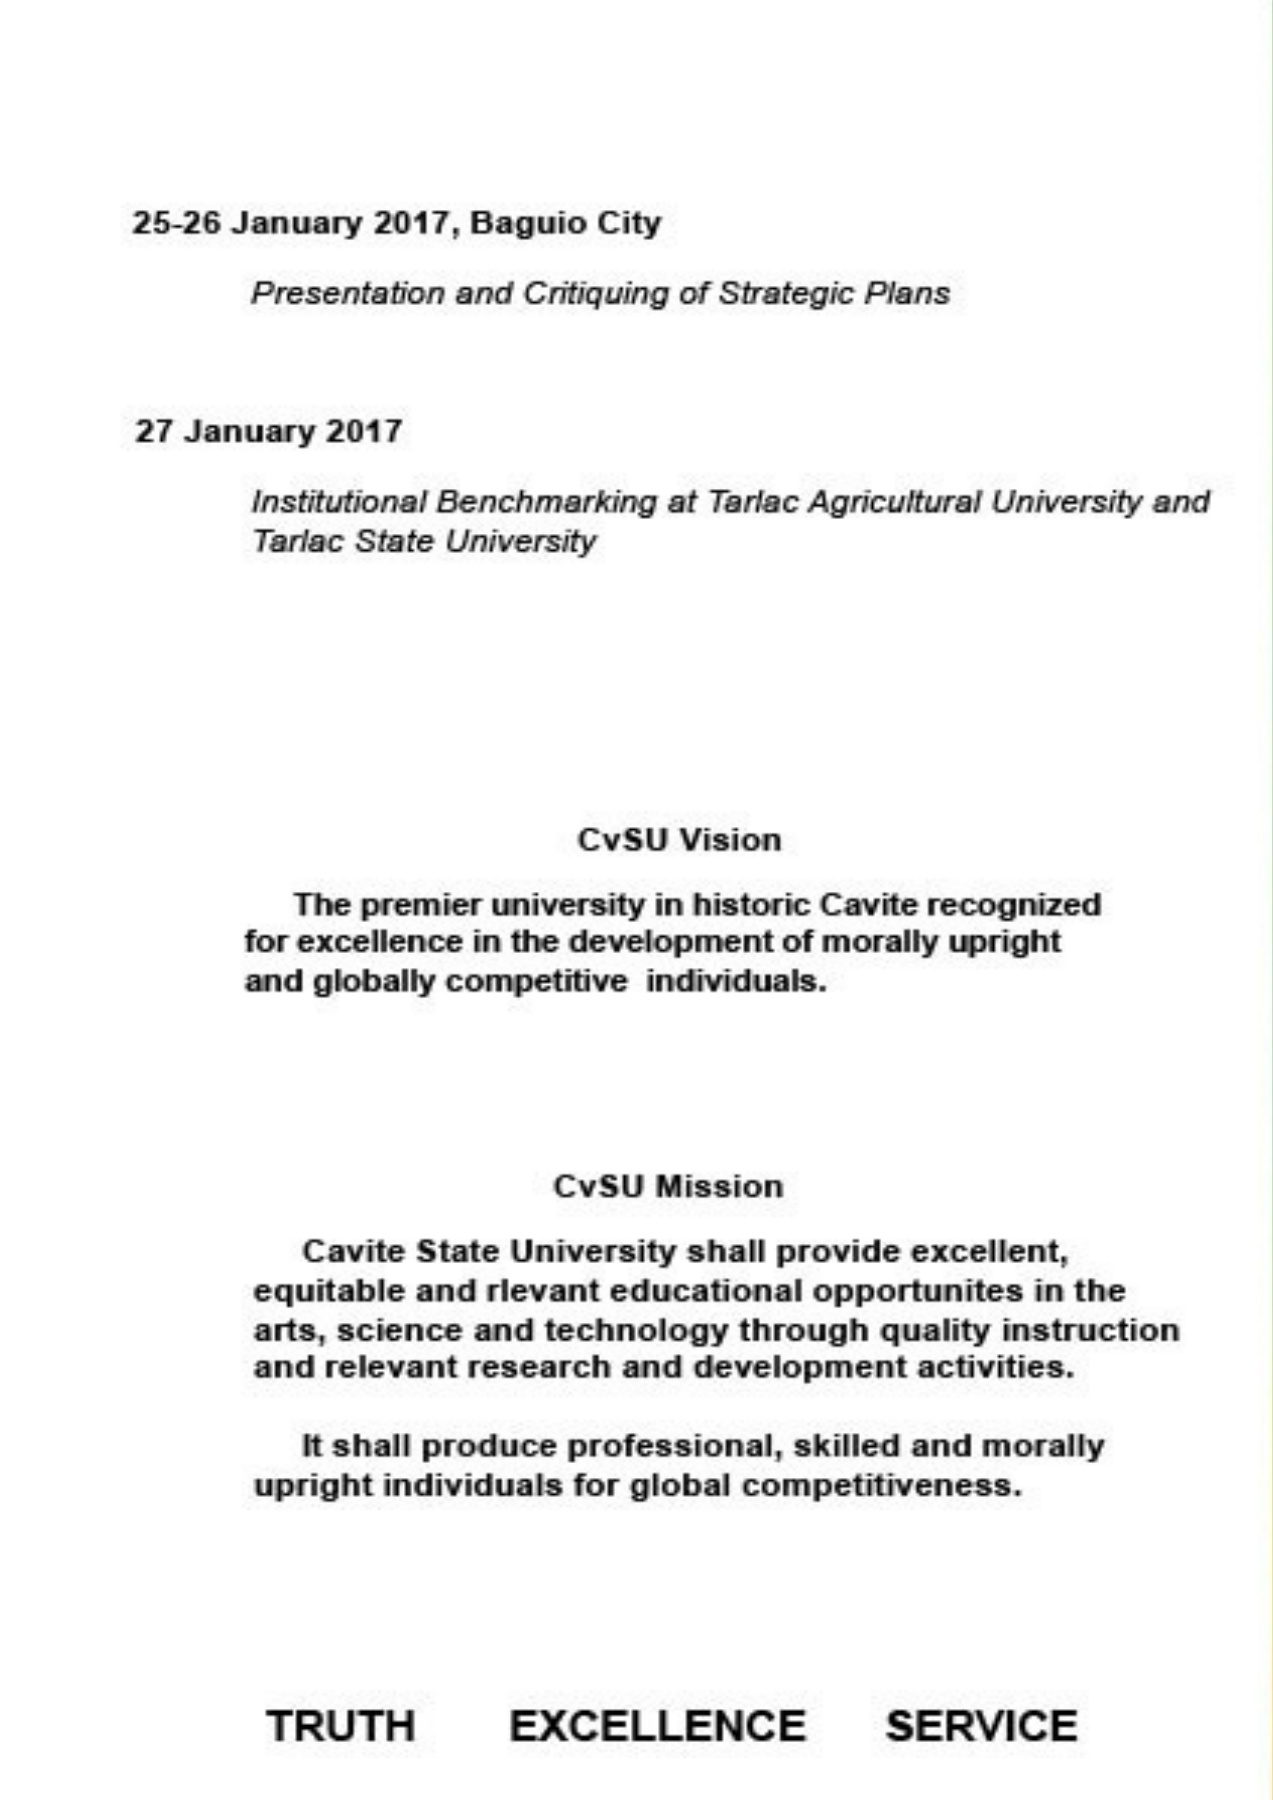 25-26 January 2017, Baguio City
Presentation and Critiquing of Strategic Plans
27 January 2017
Institutional Benchmarking at Tarlac Agricultural University and
Tarlac State University
CvSU Vision
The premier university in historic Cavite recognized
for excellence in the development of morally upright
and globally competitive individuals.
CvSU Mission
Cavite State University shall provide excellent,
equitable and rlevant educational opportunites in the
arts, science and technology through quality instruction
and relevant research and development activities.
It shall produce professional, skilled and morally
upright individuals for global competitiveness.
TRUTH EXCELLENCE SERVICE